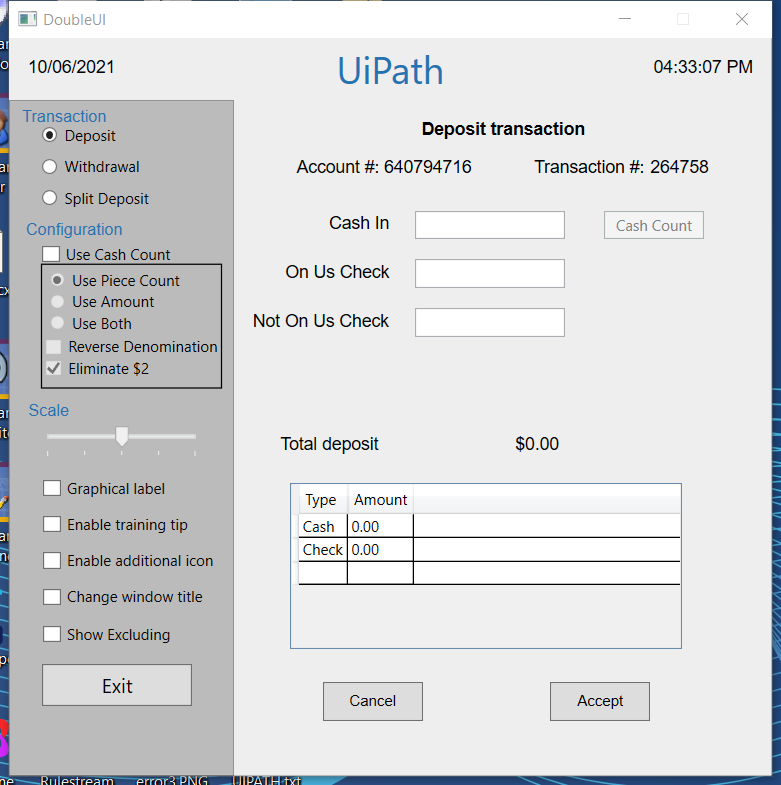 DoubleUI
10/06/2021
UiPath
04:33:07 PM
Transaction
Deposit
Withdrawal
Split Deposit
Configuration
Use Cash Count
Use Piece Count
Use Amount
Use Both
Reverse Denomination
Eliminate $2
Scale
Graphical label
Enable training tip
Enable additional icon
Change window title
Show Excluding
Exit
Deposit transaction
Account #: 640794716 Transaction #: 264758
Cash In
Cash Count
On Us Check
Not On Us Check
Total deposit $0.00
Type Amount
Cash 0.00
Check 0.00
Cancel Accept
Rulestream error3.PNG UIPATH.txt